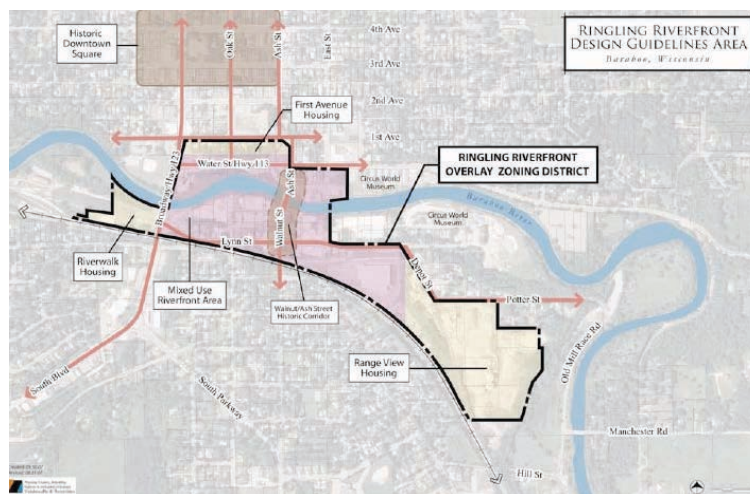 RINGLING RIVERFRONT
DESIGN GUIDELINES AREA
Baraboo, Wisconsin
Historic
Downtown
Square
Oak St
Ash St
East St
4th Ave
3rd Ave
2nd Ave
1st Ave
First Avenue
Housing
Water St/Hwy 113
Broadway/Hwy 123
Ash St
Walnut St
Circus World
Museum
RINGLING RIVERFRONT
OVERLAY ZONING DISTRICT
Circus World
Museum
Baraboo River
Lynn St
Riverwalk
Housing
Mixed Use
Riverfront Area
Walnut/Ash Street
Historic Corridor
Depot St
Potter St
Range View
Housing
Old Mill Race Rd
South Blvd
South Parkway
Manchester Rd
Hill St